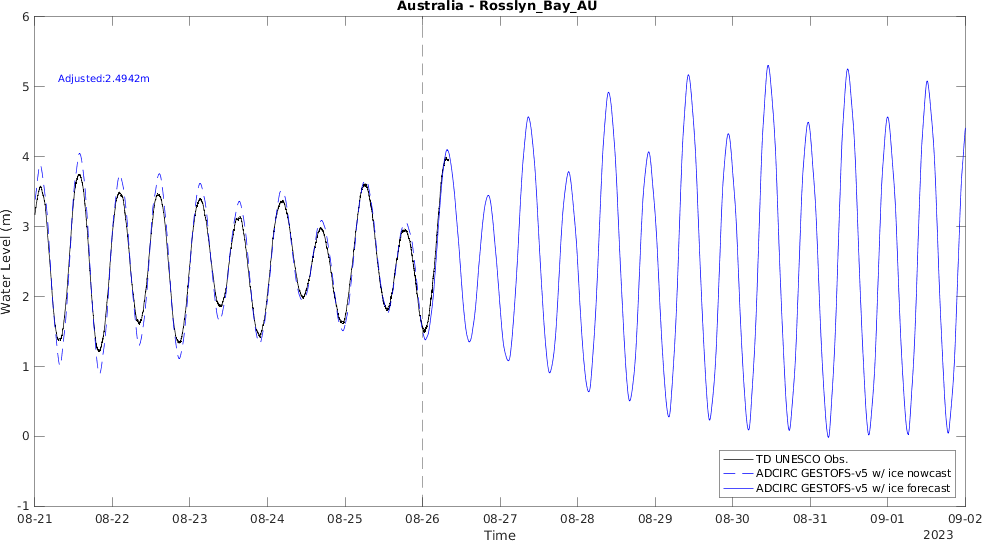 Australia - Rosslyn_Bay_AU
6
5
4
3
2
1
0
-1
Water Level (m)
Adjusted:2.4942m
TD UNESCO Obs.
ADCIRC GESTOFS-v5 w/ ice nowcast
ADCIRC GESTOFS-v5 w/ ice forecast
08-21 08-22 08-23 08-24 08-25 08-26 08-27 08-28 08-29 08-30 08-31 09-01 09-02
Time
2023